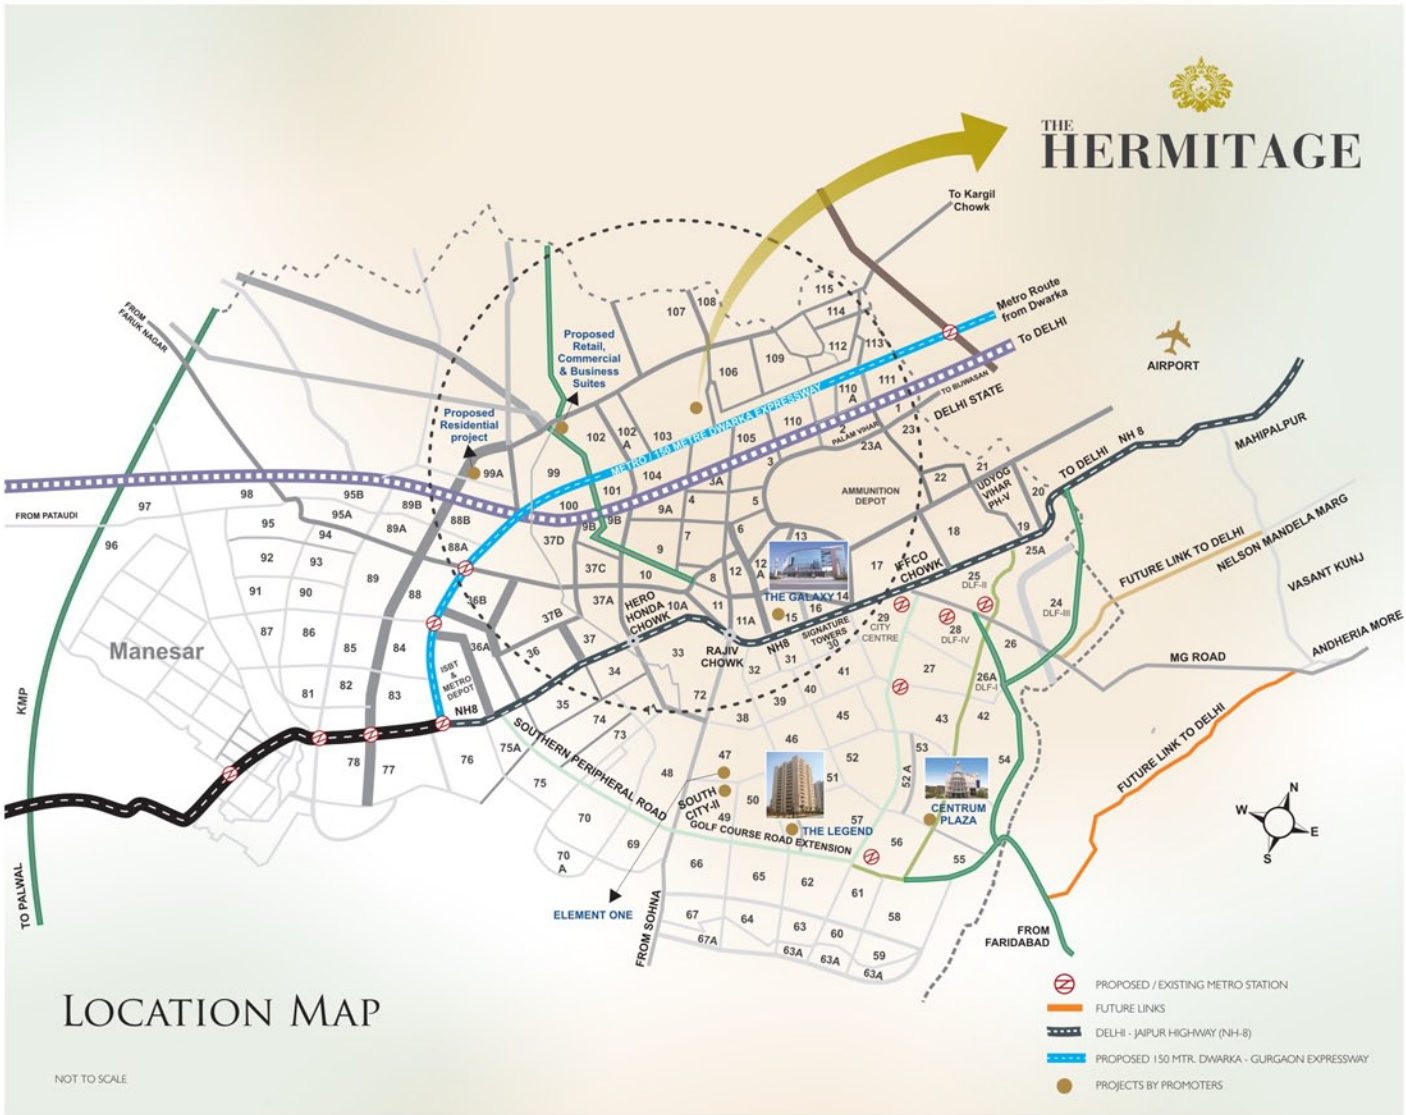 THE
HERMITAGE
To Kargil
Chowk
Metro Route
from Dwarka
To DELHI
AIRPORT
FROM
FARUK NAGAR
Proposed
Retail,
Commercial
& Business
Suites
Proposed
Residential
project
115
114
108
107
113
112
109
106
111
110
A
110
TO BIJWASAN
DELHI STATE
METRO / 150 METRE DWARKA EXPRESSWAY
1
2
PALAM VIHAR
23
23A
102
102
A
103
105
3
3A
104
99
99A
101
100
4
5
9A
9B
9B
6
7
AMMUNITION
DEPOT
22
21
UDYOG
VIHAR
PH-V
20
19
18
17
TO DELHI
NH 8
MAHIPALPUR
FROM PATAUDI
97
98
95B
95A
95
96
94
92
93
91
90
89B
89A
88B
88A
89
88
87
86
85
84
82
81
83
Manesar
KMP
TO PALWAL
37D
37C
37A
37B
37
36B
36A
36
9
10
10A
8
12
12
A
11
11A
13
14
15
16
THE GALAXY
HERO
HONDA
CHOWK
RAJIV
CHOWK
NH8
SIGNATURE
TOWERS
IFFCO
CHOWK
25A
25
DLF-II
24
DLF-III
FUTURE LINK TO DELHI
NELSON MANDELA MARG
VASANT KUNJ
ANDHERIA MORE
MG ROAD
29
CITY
CENTRE
28
DLF-IV
26
26A
DLF-I
27
30
31
32
33
34
35
ISBT
&
METRO
DEPOT
NH8
78
77
76
75A
75
74
73
72
71
38
39
40
41
45
46
43
42
47
48
49
50
51
52
52 A
53
54
SOUTHERN PERIPHERAL ROAD
SOUTH
CITY-II
GOLF COURSE ROAD EXTENSION
THE LEGEND
CENTRUM
PLAZA
57
56
55
70
70
A
69
66
65
62
61
58
67
64
63
60
59
67A
63A
63A
63A
ELEMENT ONE
FROM SOHNA
FUTURE LINK TO DELHI
FROM
FARIDABAD
N
W
E
S
LOCATION MAP
NOT TO SCALE
PROPOSED / EXISTING METRO STATION
FUTURE LINKS
DELHI - JAIPUR HIGHWAY (NH-8)
PROPOSED 150 MTR. DWARKA - GURGAON EXPRESSWAY
PROJECTS BY PROMOTERS